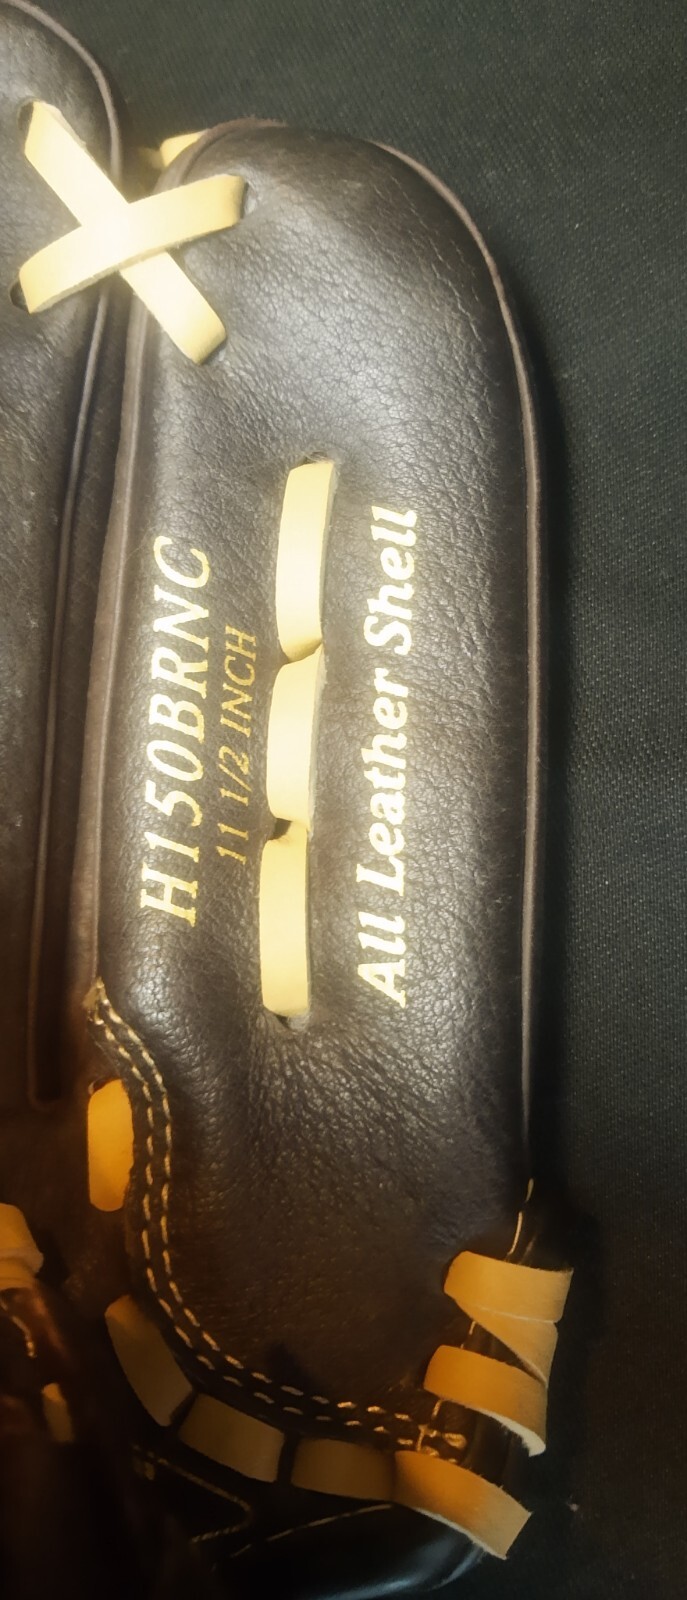 H150BRNC
11 1/2 INCH
All Leather Shell